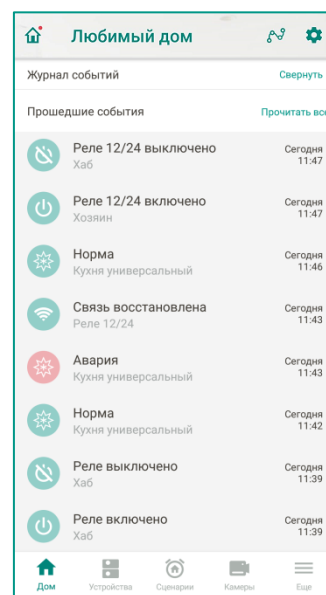 Любимый дом
Журнал событий
Свернуть
Прошедшие события
Прочитать все
Реле 12/24 выключено
Хаб
Сегодня
11:47
Реле 12/24 включено
Хозяин
Сегодня
11:47
Норма
Кухня универсальный
Сегодня
11:46
Связь восстановлена
Реле 12/24
Сегодня
11:43
Авария
Кухня универсальный
Сегодня
11:43
Норма
Кухня универсальный
Сегодня
11:42
Реле выключено
Хаб
Сегодня
11:39
Реле включено
Хаб
Сегодня
11:39
Дом
Устройства
Сценарии
Камеры
Еще